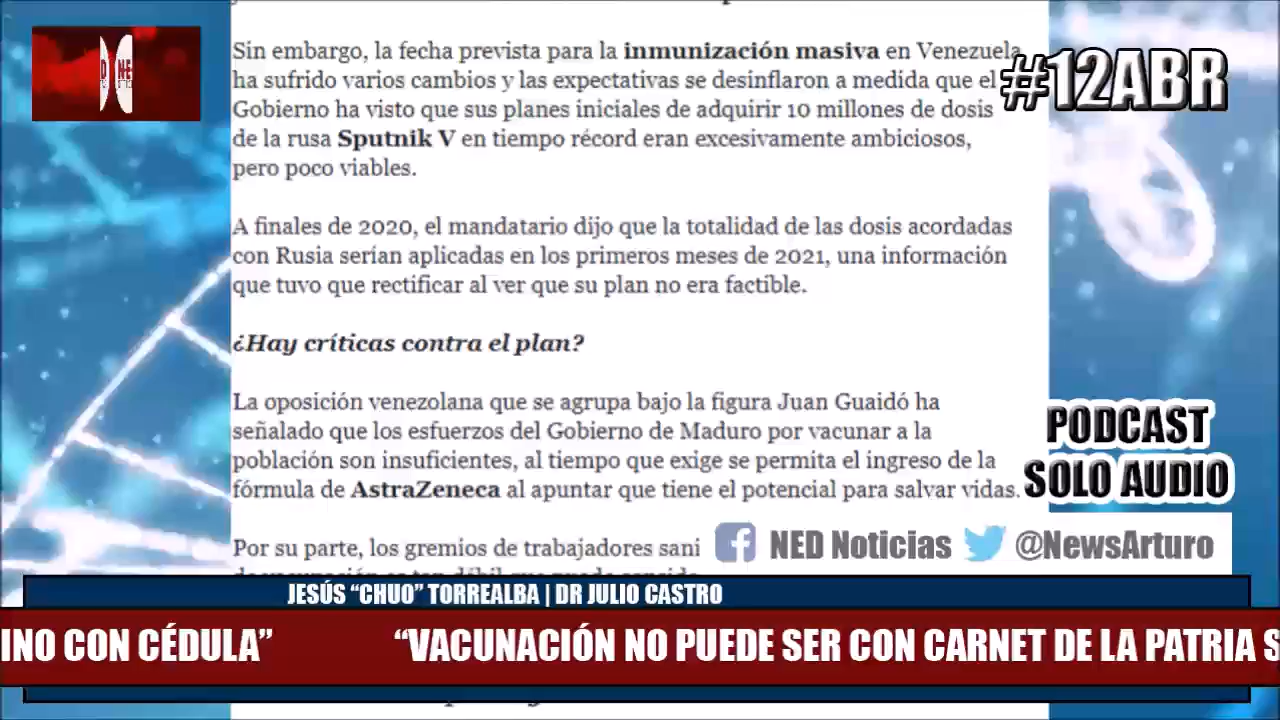 Sin embargo, la fecha prevista para la inmunización masiva en Venezuela
ha sufrido varios cambios y las expectativas se desinflaron a medida que el
Gobierno ha visto que sus planes iniciales de adquirir 10 millones de dosis
de la rusa Sputnik V en tiempo récord eran excesivamente ambiciosos,
pero poco viables.
A finales de 2020, el mandatario dijo que la totalidad de las dosis acordadas
con Rusia serían aplicadas en los primeros meses de 2021, una información
que tuvo que rectificar al ver que su plan no era factible.
¿Hay críticas contra el plan?
La oposición venezolana que se agrupa bajo la figura Juan Guaidó ha
señalado que los esfuerzos del Gobierno de Maduro por vacunar a la
población son insuficientes, al tiempo que exige se permita el ingreso de la
fórmula de AstraZeneca al apuntar que tiene el potencial para salvar vidas.
Por su parte, los gremios de trabajadores sani
#12ABR
PODCAST
SOLO AUDIO
NED Noticias @NewsArturo
JESÚS “CHUO” TORREALBA | DR JULIO CASTRO
INO CON CÉDULA” “VACUNACIÓN NO PUEDE SER CON CARNET DE LA PATRIA S